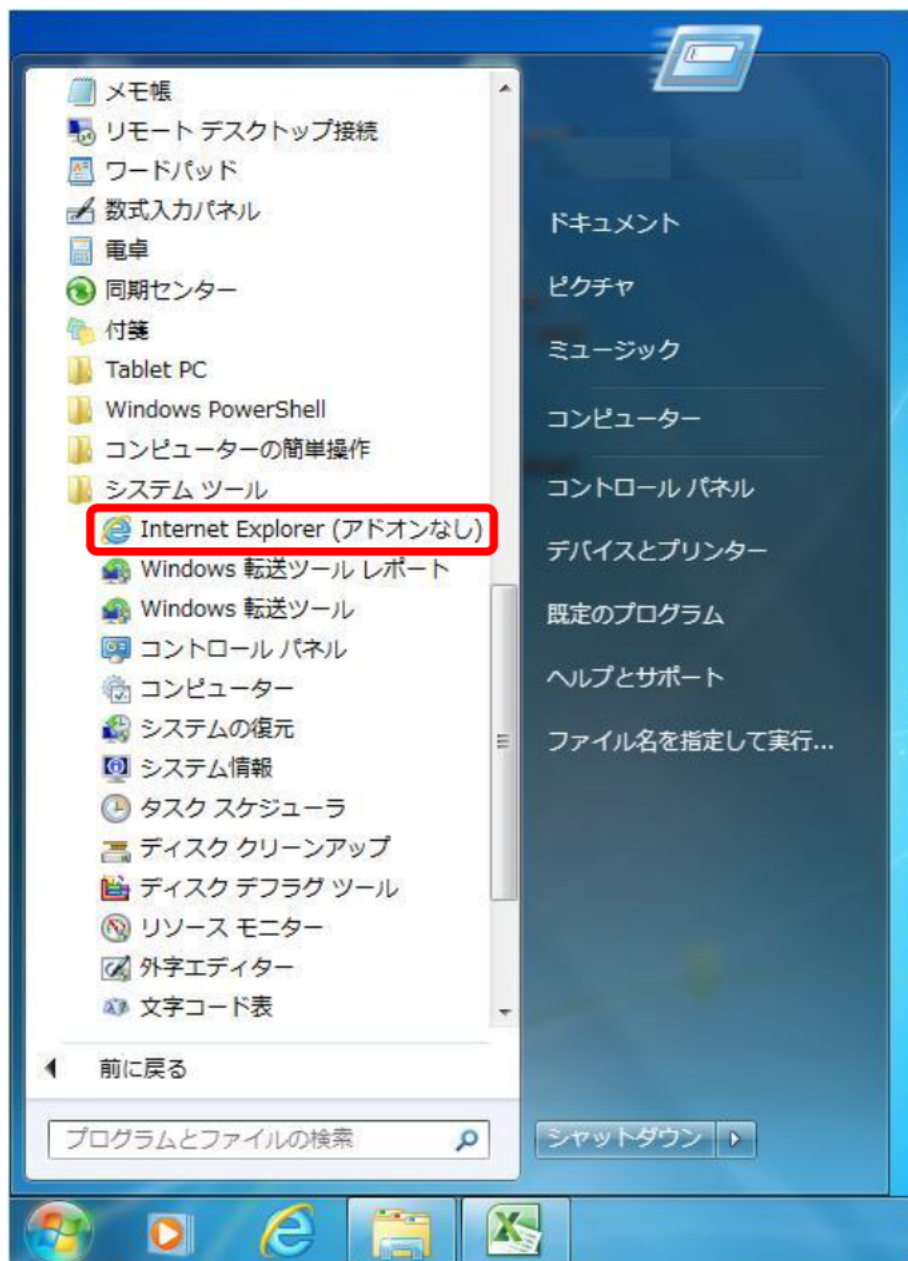 メモ帳
リモート デスクトップ接続
ワードパッド
数式入力パネル
電卓
同期センター
付箋
Tablet PC
Windows PowerShell
コンピューターの簡単操作
システム ツール
Internet Explorer (アドオンなし)
Windows 転送ツール レポート
Windows 転送ツール
コントロール パネル
コンピューター
システムの復元
システム情報
タスク スケジューラ
ディスク クリーンアップ
ディスク デフラグ ツール
リソース モニター
外字エディター
文字コード表
前に戻る
プログラムとファイルの検索
ドキュメント
ピクチャ
ミュージック
コンピューター
コントロール パネル
デバイスとプリンター
既定のプログラム
ヘルプとサポート
ファイル名を指定して実行...
シャットダウン